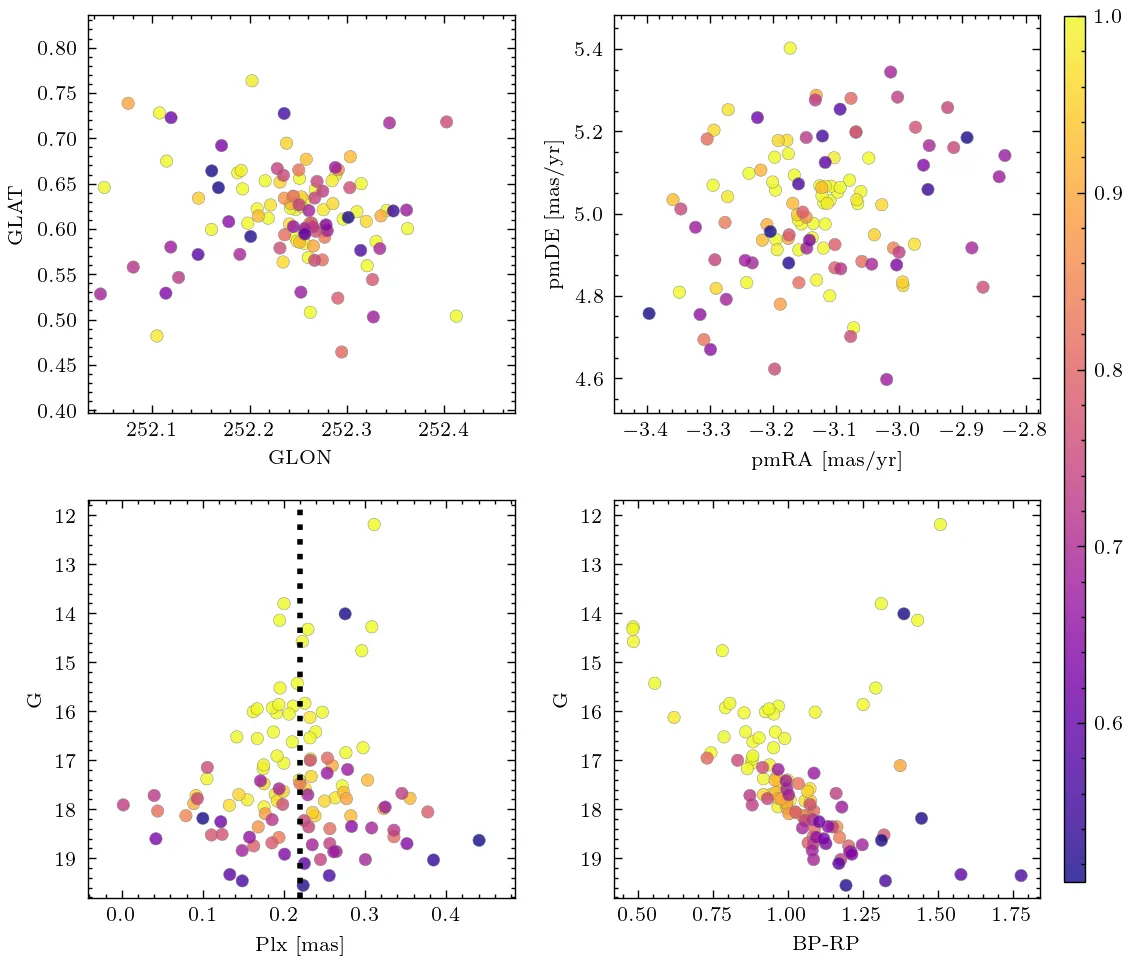 0.80
0.75
0.70
0.65
0.60
0.55
0.50
0.45
0.40
GLAT
252.1 252.2 252.3 252.4
GLON
5.4
5.2
5.0
4.8
4.6
pmDE [mas/yr]
−3.4 −3.3 −3.2 −3.1 −3.0 −2.9 −2.8
pmRA [mas/yr]
1.0
0.9
0.8
0.7
0.6
12
13
14
15
16
17
18
19
G
0.0 0.1 0.2 0.3 0.4
Plx [mas]
12
13
14
15
16
17
18
19
G
0.50 0.75 1.00 1.25 1.50 1.75
BP-RP